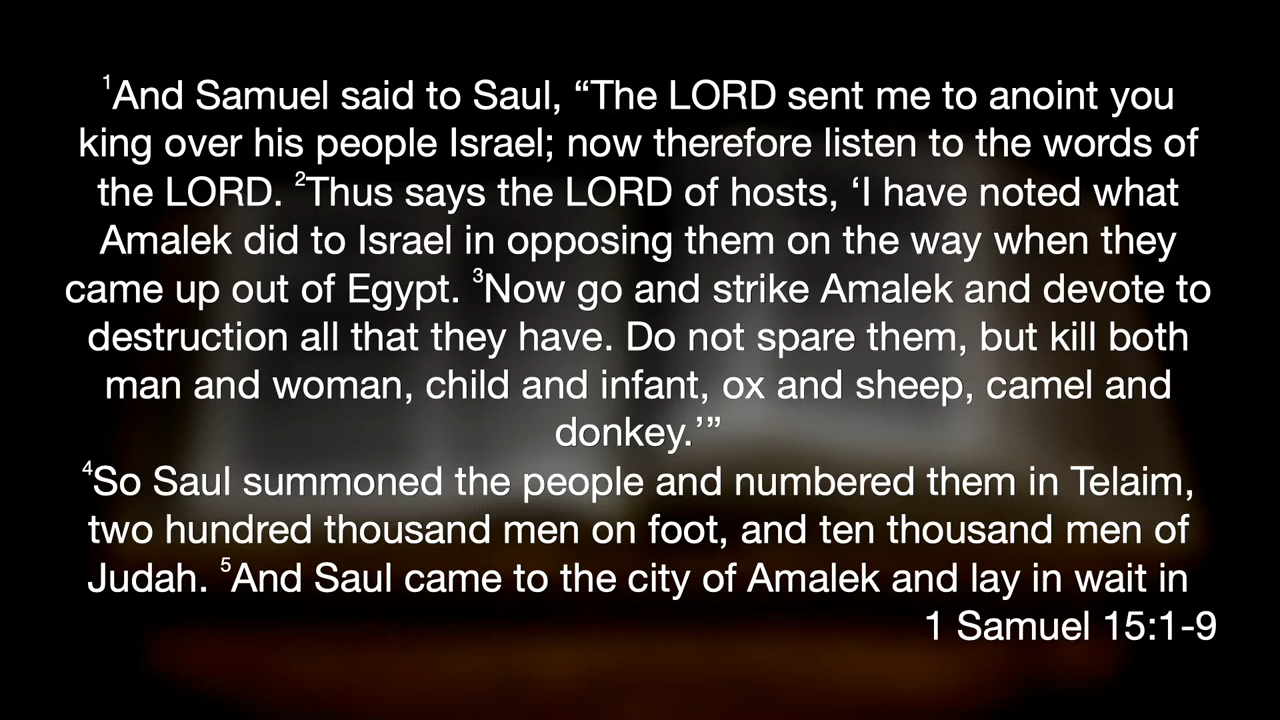 ¹And Samuel said to Saul, “The LORD sent me to anoint you
king over his people Israel; now therefore listen to the words of
the LORD. ²Thus says the LORD of hosts, ‘I have noted what
Amalek did to Israel in opposing them on the way when they
came up out of Egypt. ³Now go and strike Amalek and devote to
destruction all that they have. Do not spare them, but kill both
man and woman, child and infant, ox and sheep, camel and
donkey.’”
⁴So Saul summoned the people and numbered them in Telaim,
two hundred thousand men on foot, and ten thousand men of
Judah. ⁵And Saul came to the city of Amalek and lay in wait in
1 Samuel 15:1-9